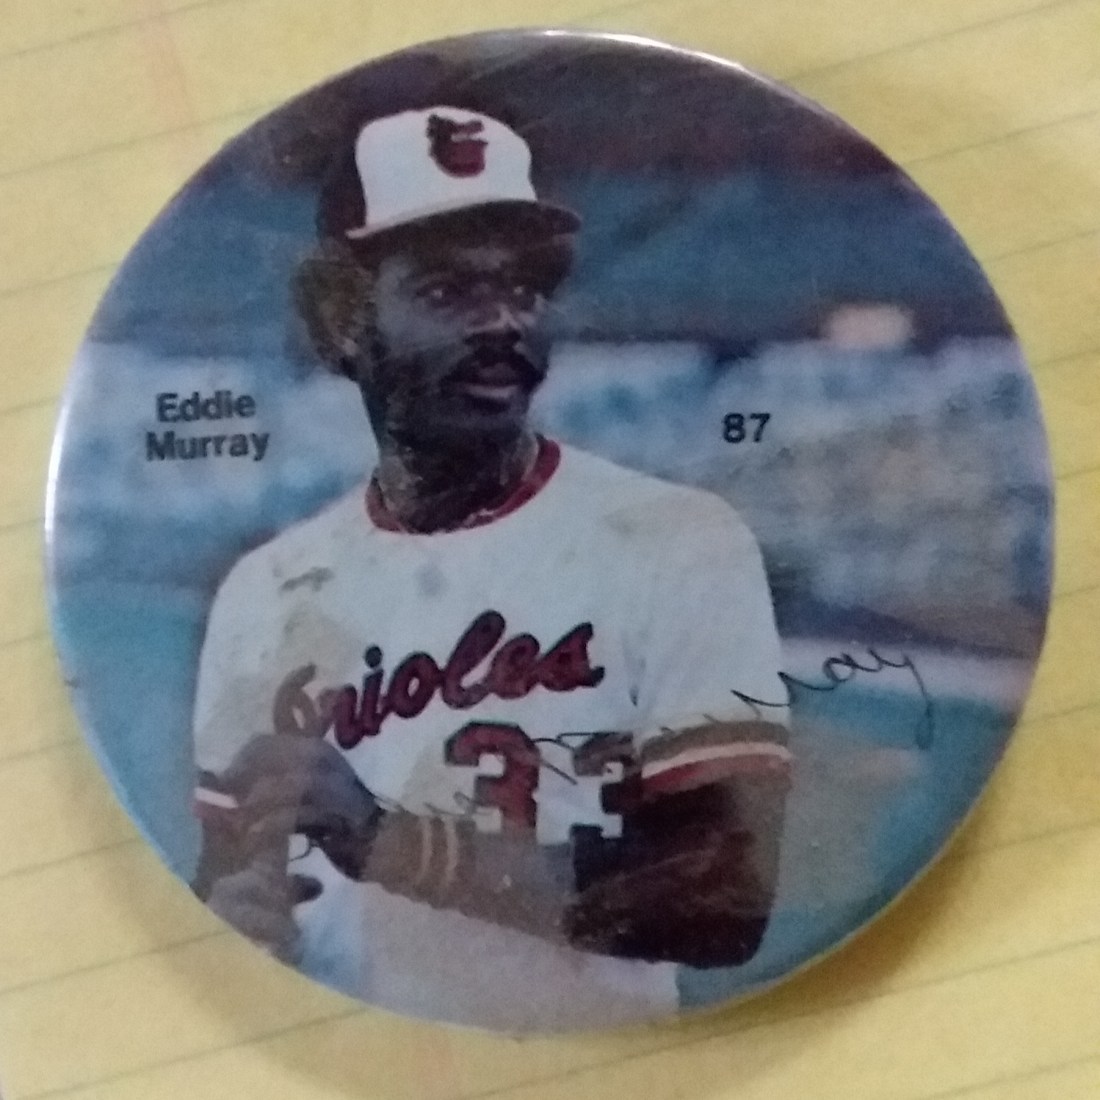 Eddie
Murray
87
Orioles
33